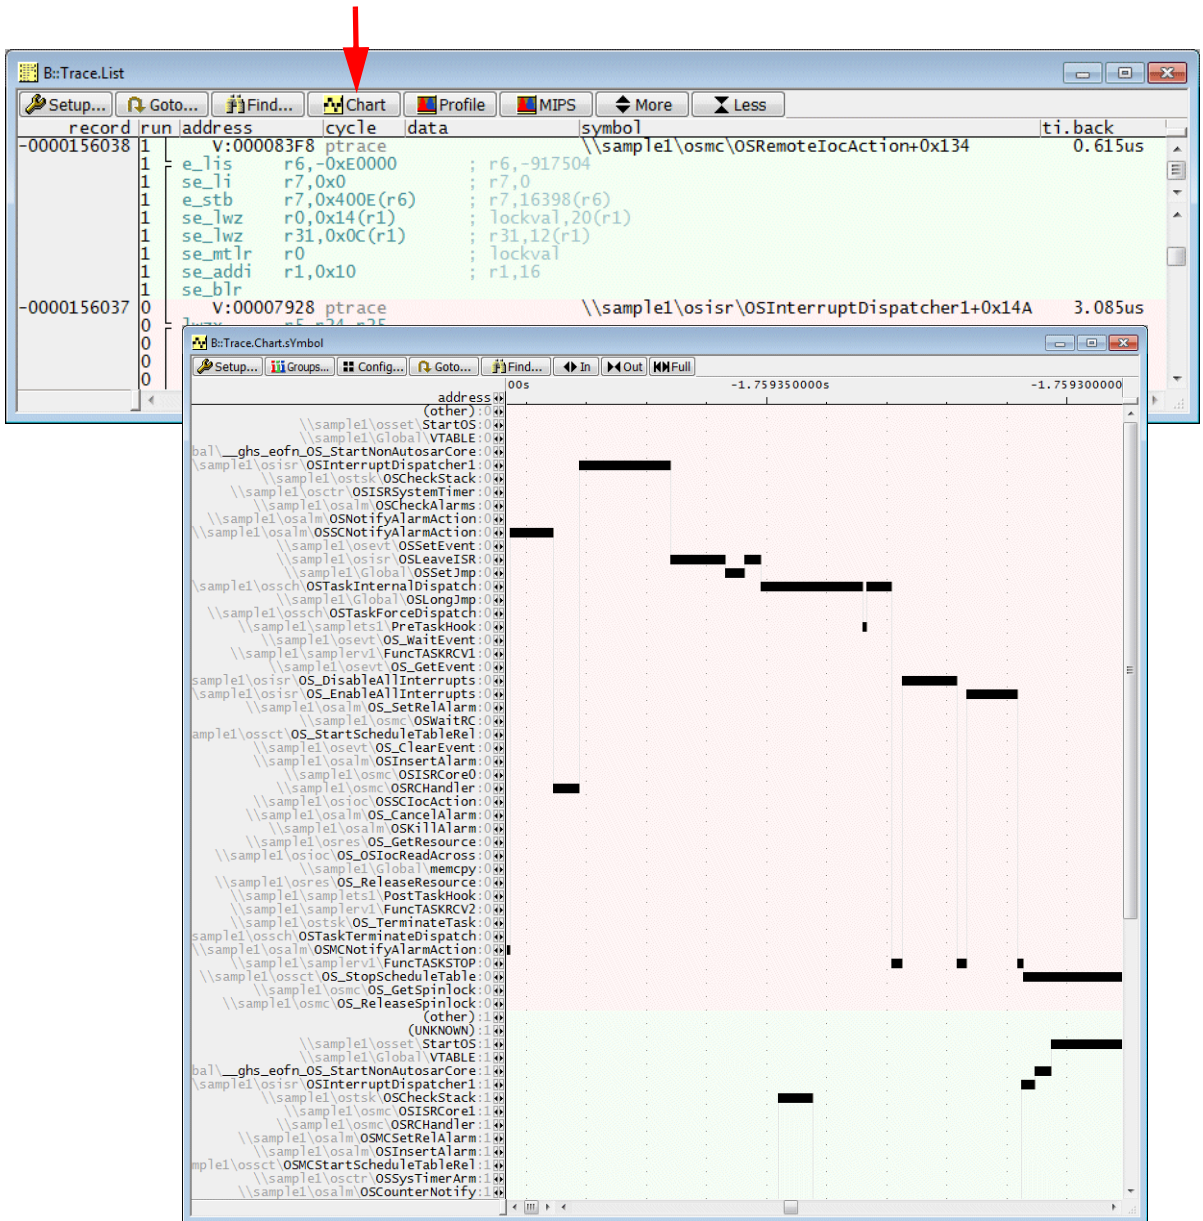 B::Trace.List
Setup... Goto... Find... Chart Profile MIPS More Less
record run address cycle data symbol ti.back
-0000156038 1 V:000083F8 ptrace \\sample1\osmc\OSRemoteIocAction+0x134 0.615us
1 e_lis r6,-0xE0000 ; r6,-917504
1 se_li r7,0x0 ; r7,0
1 e_stb r7,0x400E(r6) ; r7,16398(r6)
1 se_lwz r0,0x14(r1) ; lockval,20(r1)
1 se_lwz r31,0x0C(r1) ; r31,12(r1)
1 se_mtlr r0 ; lockval
1 se_addi r1,0x10 ; r1,16
1 se_blr
-0000156037 0 V:00007928 ptrace \\sample1\osisr\OSInterruptDispatcher1+0x14A 3.085us
0
0
0
0
B::Trace.Chart.sYmbol
Setup... Groups... Config... Goto... Find... In Out Full
00s -1.759350000s -1.759300000
address
(other):0
\\sample1\osset\StartOS:0
\\sample1\Global\VTABLE:0
bal\__ghs_eofn_OS_StartNonAutosarCore:0
\sample1\osisr\OSInterruptDispatcher1:0
\\sample1\ostsk\OSCheckStack:0
\\sample1\osctr\OSISRSystemTimer:0
\\sample1\osalm\OSCheckAlarms:0
\\sample1\osalm\OSNotifyAlarmAction:0
\\sample1\osalm\OSSCNotifyAlarmAction:0
\\sample1\osevt\OSSetEvent:0
\\sample1\osisr\OSLeaveISR:0
\\sample1\Global\OSSetJmp:0
\sample1\ossch\OSTaskInternalDispatch:0
\\sample1\Global\OSLongJmp:0
\\sample1\ossch\OSTaskForceDispatch:0
\\sample1\samplets1\PreTaskHook:0
\\sample1\osevt\OS_WaitEvent:0
\\sample1\samplerv1\FuncTASKRCV1:0
\\sample1\osevt\OS_GetEvent:0
sample1\osisr\OS_DisableAllInterrupts:0
\sample1\osisr\OS_EnableAllInterrupts:0
\\sample1\osalm\OS_SetRelAlarm:0
\\sample1\osmc\OSWaitRC:0
ample1\ossct\OS_StartScheduleTableRel:0
\\sample1\osevt\OS_ClearEvent:0
\\sample1\osalm\OSInsertAlarm:0
\\sample1\osmc\OSISRCore0:0
\\sample1\osmc\OSRCHandler:0
\\sample1\osioc\OSSCIocAction:0
\\sample1\osalm\OS_CancelAlarm:0
\\sample1\osalm\OSKillAlarm:0
\\sample1\osres\OS_GetResource:0
\\sample1\osioc\OS_OSIocReadAcross:0
\\sample1\Global\memcpy:0
\\sample1\osres\OS_ReleaseResource:0
\\sample1\samplets1\PostTaskHook:0
\\sample1\samplerv1\FuncTASKRCV2:0
\\sample1\ostsk\OS_TerminateTask:0
sample1\ossch\OSTaskTerminateDispatch:0
\\sample1\osalm\OSMCNotifyAlarmAction:0
\\sample1\samplerv1\FuncTASKSTOP:0
\\sample1\ossct\OS_StopScheduleTable:0
\\sample1\osmc\OS_GetSpinlock:0
\\sample1\osmc\OS_ReleaseSpinlock:0
(other):1
(UNKNOWN):1
\\sample1\osset\StartOS:1
\\sample1\Global\VTABLE:1
bal\__ghs_eofn_OS_StartNonAutosarCore:1
\sample1\osisr\OSInterruptDispatcher1:1
\\sample1\ostsk\OSCheckStack:1
\\sample1\osmc\OSISRCore1:1
\\sample1\osmc\OSRCHandler:1
\\sample1\osalm\OSMCSetRelAlarm:1
\\sample1\osalm\OSInsertAlarm:1
mple1\ossct\OSMCStartScheduleTableRel:1
\\sample1\osctr\OSSysTimerArm:1
\\sample1\osalm\OSCounterNotify:1